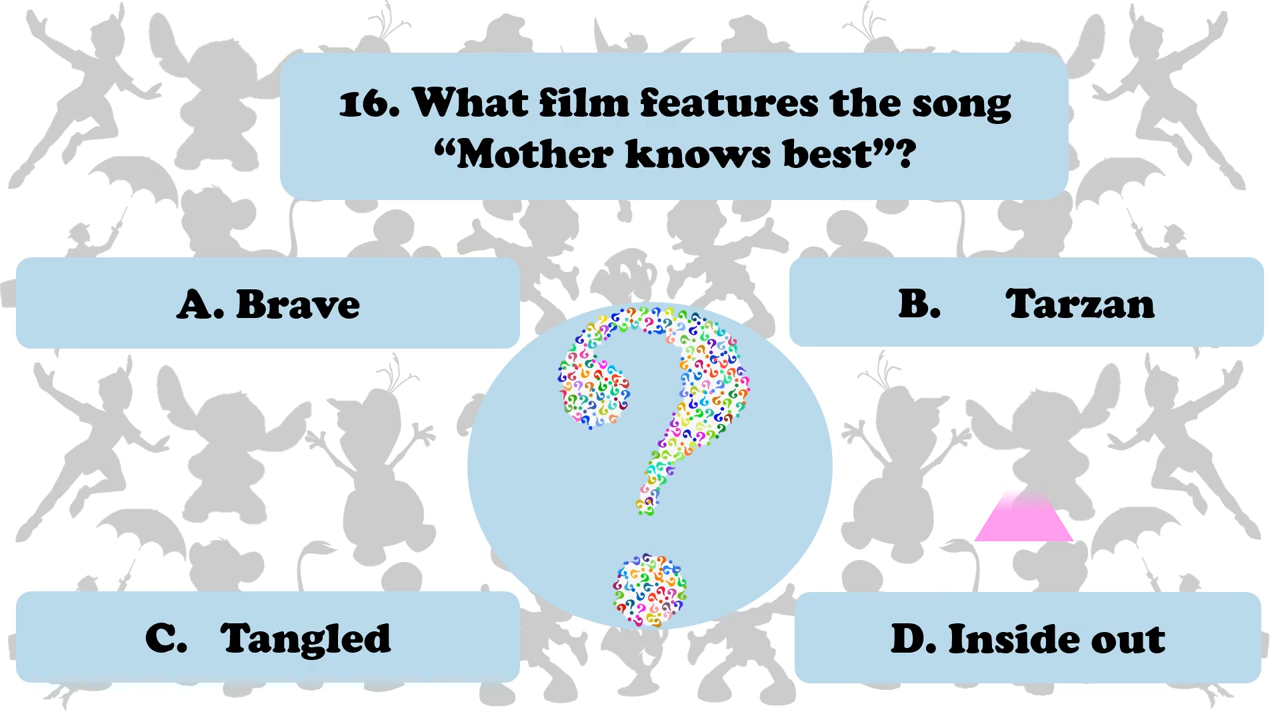 16. What film features the song
“Mother knows best”?
A. Brave
B. Tarzan
C. Tangled
D. Inside out